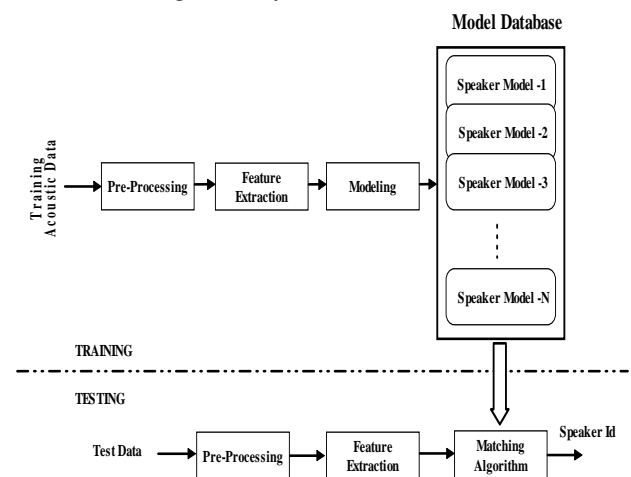 Model Database
Speaker Model -1
Speaker Model -2
Speaker Model -3
Speaker Model -N
Training
Acoustic Data
Pre-Processing
Feature
Extraction
Modeling
TRAINING
TESTING
Test Data
Pre-Processing
Feature
Extraction
Matching
Algorithm
Speaker Id